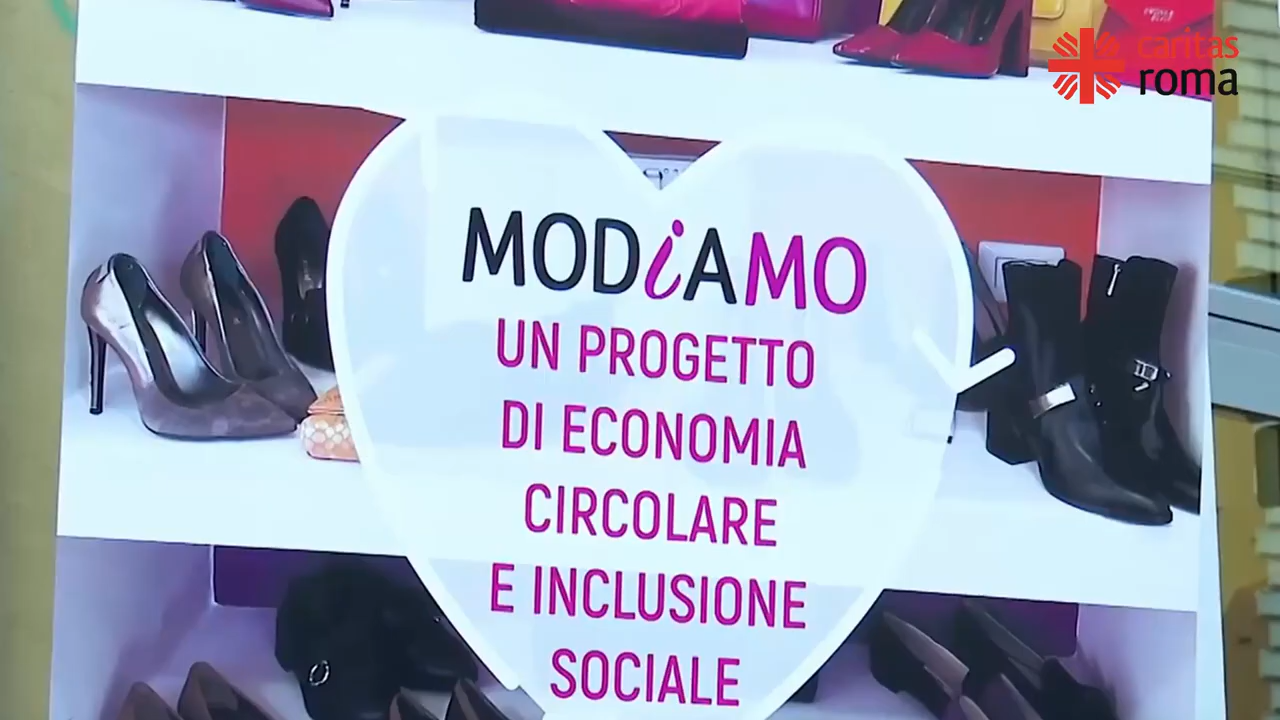 caritas
roma
MODiAMO
UN PROGETTO
DI ECONOMIA
CIRCOLARE
E INCLUSIONE
SOCIALE